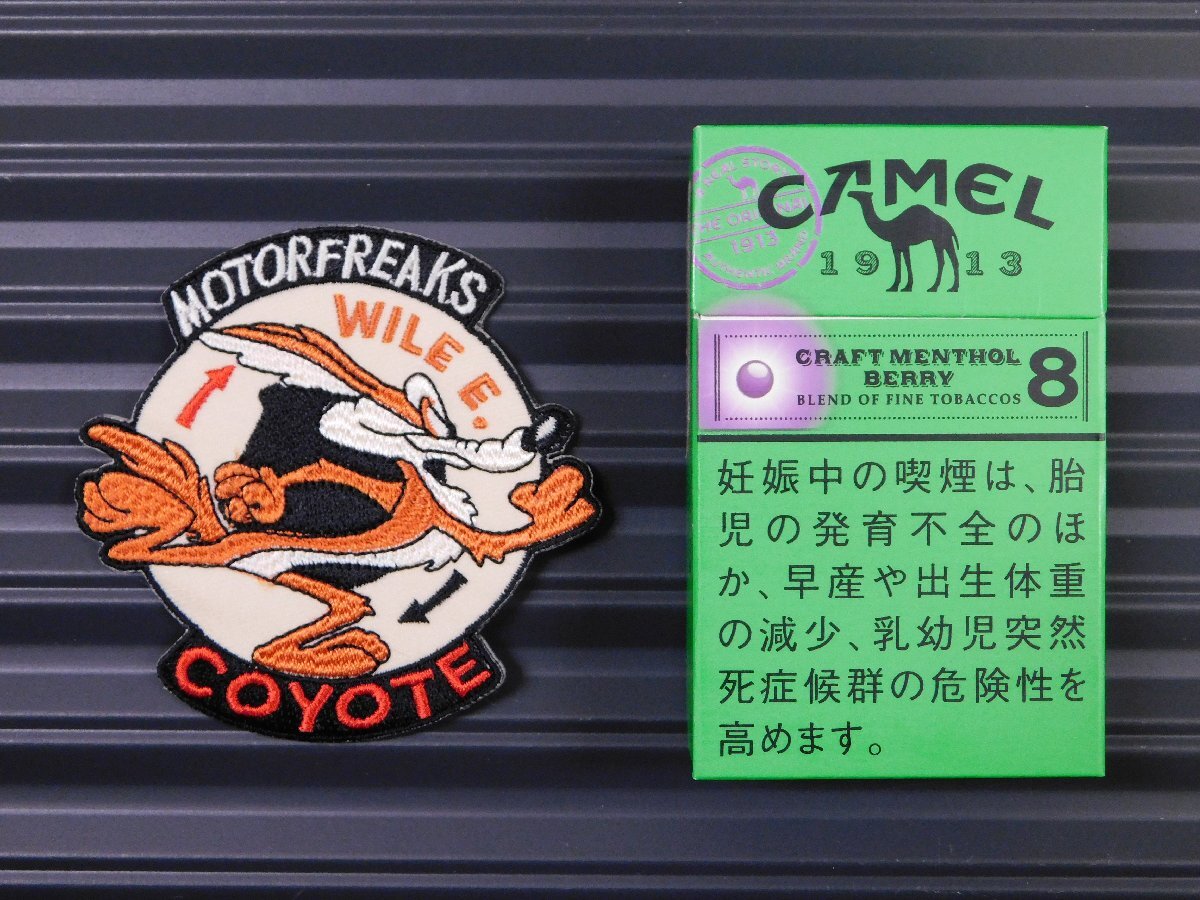 MOTORFREAKS
WILE E.
COYOTE
CAMEL
1913
THE ORIGINAL
1913
CRAFT MENTHOL
BERRY
BLEND OF FINE TOBACCOS
8
妊娠中の喫煙は、胎
児の発育不全のほ
か、早産や出生体重
の減少、乳幼児突然
死症候群の危険性を
高めます。